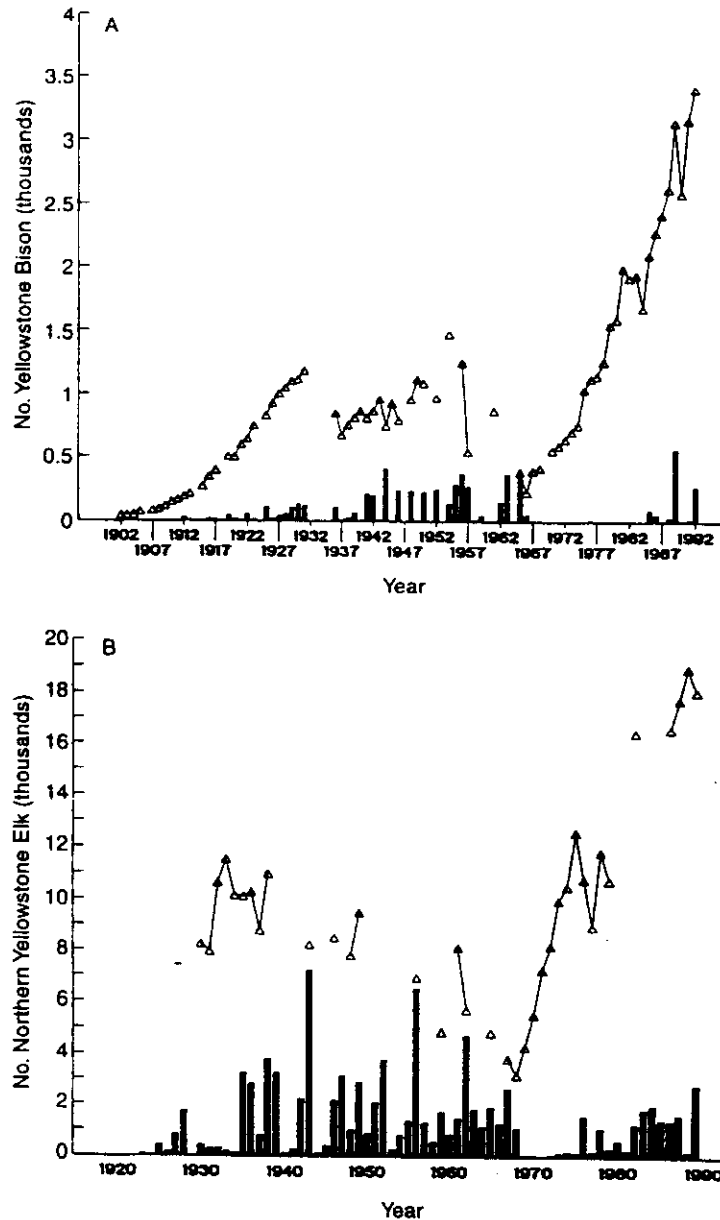 A
4
3.5
3
2.5
2
1.5
1
0.5
0
No. Yellowstone Bison (thousands)
1902 1912 1922 1932 1942 1952 1962 1972 1982 1992
1907 1917 1927 1937 1947 1957 1967 1977 1987
Year
B
20
18
16
14
12
10
8
6
4
2
0
No. Northern Yellowstone Elk (thousands)
1920 1930 1940 1950 1960 1970 1980 1990
Year